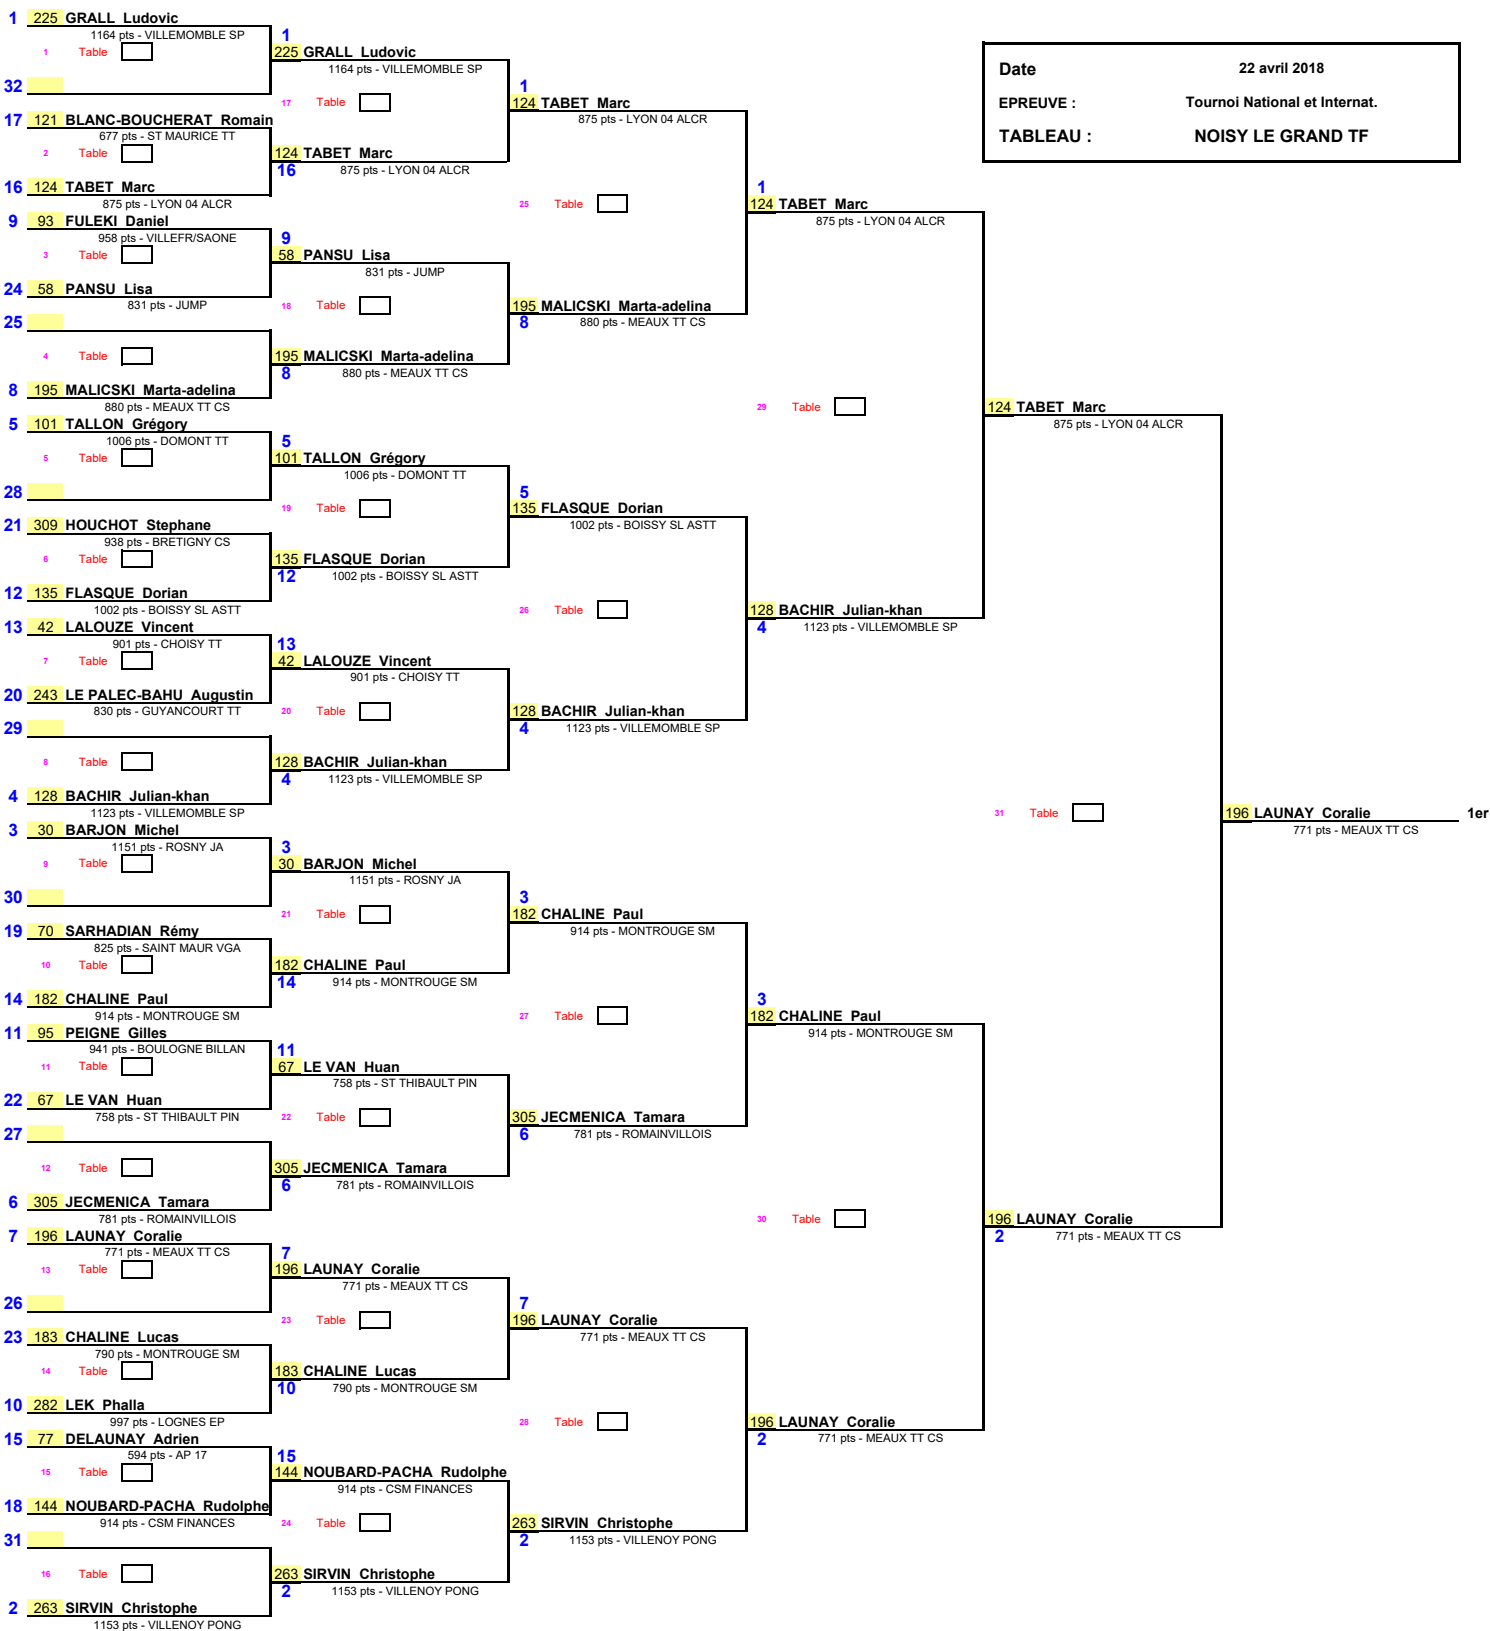 Date 22 avril 2018
EPREUVE : Tournoi National et Internat.
TABLEAU : NOISY LE GRAND TF
1 225 GRALL Ludovic
1164 pts - VILLEMOMBLE SP
1 Table
32
17 121 BLANC-BOUCHERAT Romain
677 pts - ST MAURICE TT
2 Table
16 124 TABET Marc
875 pts - LYON 04 ALCR
9 93 FULEKI Daniel
958 pts - VILLEFR/SAONE
3 Table
24 58 PANSU Lisa
831 pts - JUMP
25
4 Table
8 195 MALICSKI Marta-adelina
880 pts - MEAUX TT CS
5 101 TALLON Grégory
1006 pts - DOMONT TT
5 Table
28
21 309 HOUCHOT Stephane
938 pts - BRETIGNY CS
6 Table
12 135 FLASQUE Dorian
1002 pts - BOISSY SL ASTT
13 42 LALOUZE Vincent
901 pts - CHOISY TT
7 Table
20 243 LE PALEC-BAHU Augustin
830 pts - GUYANCOURT TT
29
8 Table
4 128 BACHIR Julian-khan
1123 pts - VILLEMOMBLE SP
3 30 BARJON Michel
1151 pts - ROSNY JA
9 Table
30
19 70 SARHADIAN Rémy
825 pts - SAINT MAUR VGA
10 Table
14 182 CHALINE Paul
914 pts - MONTROUGE SM
11 95 PEIGNE Gilles
941 pts - BOULOGNE BILLAN
11 Table
22 67 LE VAN Huan
758 pts - ST THIBAULT PIN
27
12 Table
6 305 JECMENICA Tamara
781 pts - ROMAINVILLOIS
7 196 LAUNAY Coralie
771 pts - MEAUX TT CS
13 Table
26
23 183 CHALINE Lucas
790 pts - MONTROUGE SM
14 Table
10 282 LEK Phalla
997 pts - LOGNES EP
15 77 DELAUNAY Adrien
594 pts - AP 17
15 Table
18 144 NOUBARD-PACHA Rudolphe
914 pts - CSM FINANCES
31
16 Table
2 263 SIRVIN Christophe
1153 pts - VILLENOY PONG
1
225 GRALL Ludovic
1164 pts - VILLEMOMBLE SP
17 Table
124 TABET Marc
16 875 pts - LYON 04 ALCR
9
58 PANSU Lisa
831 pts - JUMP
18 Table
195 MALICSKI Marta-adelina
8 880 pts - MEAUX TT CS
5
101 TALLON Grégory
1006 pts - DOMONT TT
19 Table
135 FLASQUE Dorian
12 1002 pts - BOISSY SL ASTT
13
42 LALOUZE Vincent
901 pts - CHOISY TT
20 Table
128 BACHIR Julian-khan
4 1123 pts - VILLEMOMBLE SP
3
30 BARJON Michel
1151 pts - ROSNY JA
21 Table
182 CHALINE Paul
14 914 pts - MONTROUGE SM
11
67 LE VAN Huan
758 pts - ST THIBAULT PIN
22 Table
305 JECMENICA Tamara
6 781 pts - ROMAINVILLOIS
7
196 LAUNAY Coralie
771 pts - MEAUX TT CS
23 Table
183 CHALINE Lucas
10 790 pts - MONTROUGE SM
15
144 NOUBARD-PACHA Rudolphe
914 pts - CSM FINANCES
24 Table
263 SIRVIN Christophe
2 1153 pts - VILLENOY PONG
1
124 TABET Marc
875 pts - LYON 04 ALCR
25 Table
195 MALICSKI Marta-adelina
8 880 pts - MEAUX TT CS
5
135 FLASQUE Dorian
1002 pts - BOISSY SL ASTT
26 Table
128 BACHIR Julian-khan
4 1123 pts - VILLEMOMBLE SP
3
182 CHALINE Paul
914 pts - MONTROUGE SM
27 Table
305 JECMENICA Tamara
6 781 pts - ROMAINVILLOIS
7
196 LAUNAY Coralie
771 pts - MEAUX TT CS
28 Table
263 SIRVIN Christophe
2 1153 pts - VILLENOY PONG
1
124 TABET Marc
875 pts - LYON 04 ALCR
29 Table
128 BACHIR Julian-khan
4 1123 pts - VILLEMOMBLE SP
3
182 CHALINE Paul
914 pts - MONTROUGE SM
30 Table
196 LAUNAY Coralie
2 771 pts - MEAUX TT CS
124 TABET Marc
875 pts - LYON 04 ALCR
31 Table
196 LAUNAY Coralie
2 771 pts - MEAUX TT CS
196 LAUNAY Coralie 1er
771 pts - MEAUX TT CS